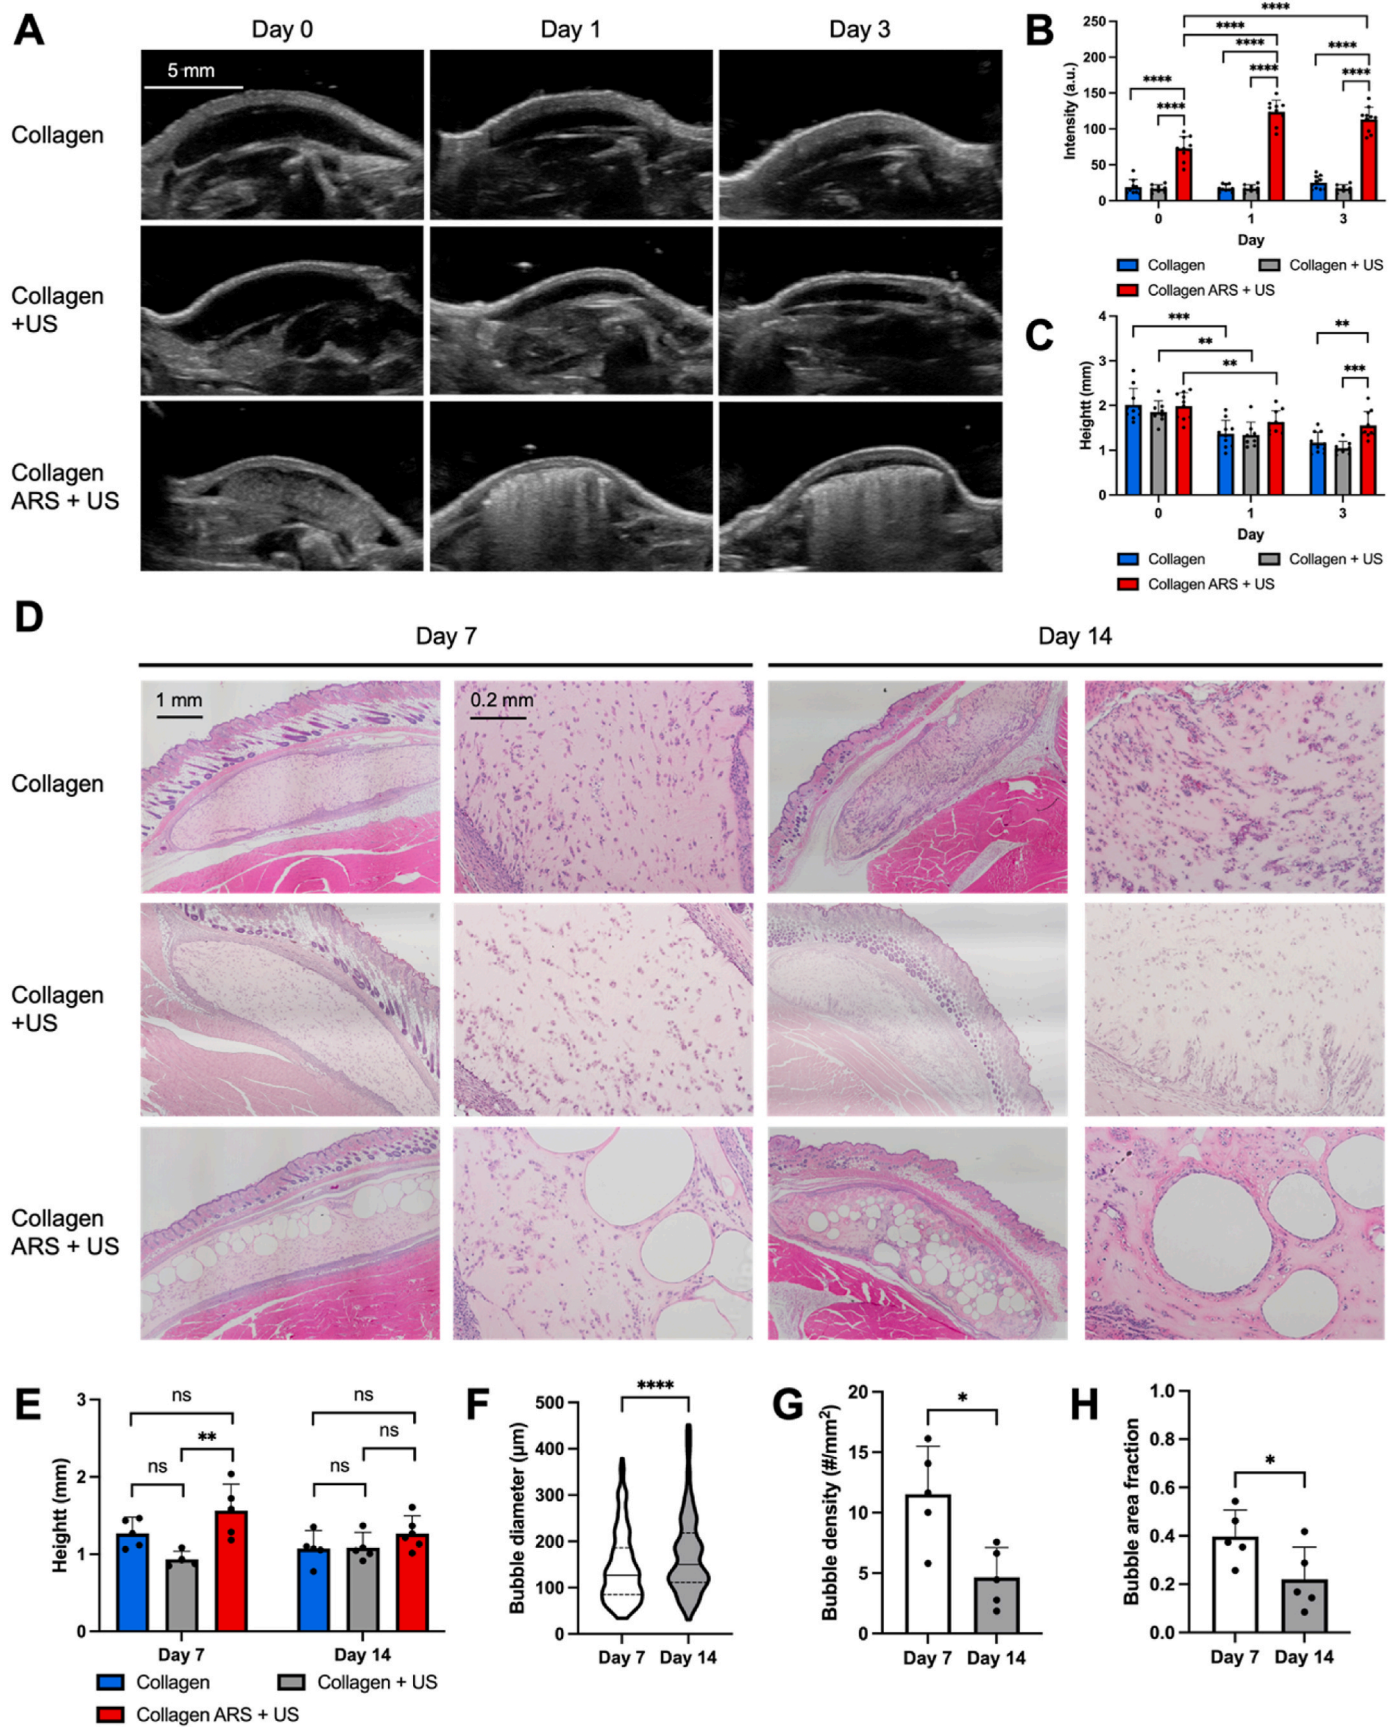 A
Day 0
Day 1
Day 3
5 mm
Collagen
Collagen
+US
Collagen
ARS + US
B
250
200
150
100
50
0
Intensity (a.u.)
****
****
****
****
****
****
****
****
0
1
3
Day
Collagen
Collagen + US
Collagen ARS + US
C
4
3
2
1
0
Heightt (mm)
***
**
**
**
***
0
1
3
Day
Collagen
Collagen + US
Collagen ARS + US
D
Day 7
Day 14
1 mm
0.2 mm
Collagen
Collagen
+US
Collagen
ARS + US
E
3
2
1
0
Heightt (mm)
ns
ns
**
ns
ns
ns
Day 7
Day 14
Collagen
Collagen + US
Collagen ARS + US
F
500
400
300
200
100
0
Bubble diameter (μm)
****
Day 7
Day 14
G
20
15
10
5
0
Bubble density (#/mm²)
*
Day 7
Day 14
H
1.0
0.8
0.6
0.4
0.2
0.0
Bubble area fraction
*
Day 7
Day 14